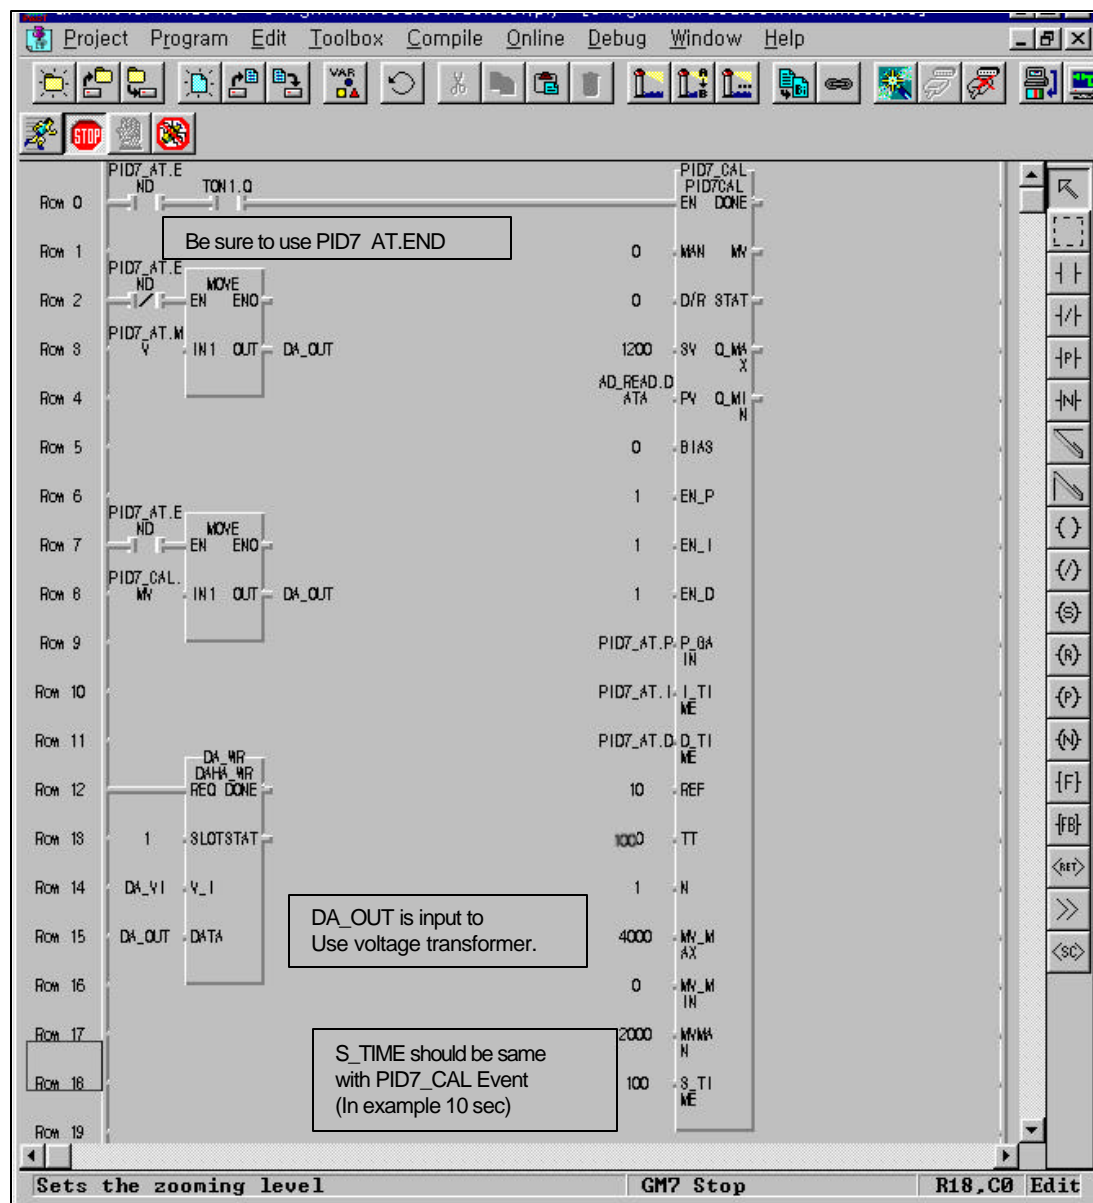 Project Program Edit Toolbox Compile Online Debug Window Help
VAR
STOP
PID7_AT.E
ND TON1.Q
PID7_CAL
PID7CAL
Row 0 EN DONE
Be sure to use PID7 AT.END
Row 1 0 MAN MV
PID7_AT.E
ND MOVE
Row 2 EN ENO 0 D/R STAT
PID7_AT.M
V
Row 3 IN1 OUT DA_OUT 1200 SV Q_MA
X
AD_READ.D
ATA
Row 4 PV Q_MI
N
Row 5 0 BIAS
Row 6 1 EN_P
PID7_AT.E
ND MOVE
Row 7 EN ENO 1 EN_I
PID7_CAL.
MV
Row 8 IN1 OUT DA_OUT 1 EN_D
Row 9 PID7_AT.P P_GA
IN
Row 10 PID7_AT.I I_TI
ME
Row 11 PID7_AT.D D_TI
ME
DA_WR
DAHA_WR
Row 12 REQ DONE 10 REF
Row 13 1 SLOT STAT 1000 TT
Row 14 DA_VI V_I 1 N
DA_OUT is input to
Use voltage transformer.
Row 15 DA_OUT DATA 4000 MV_M
AX
Row 16 0 MV_M
IN
Row 17 2000 MVMA
N
S_TIME should be same
with PID7_CAL Event
(In example 10 sec)
Row 18 100 S_TI
ME
Row 19
{S}
{R}
{P}
{N}
{F}
{FB}
<RET>
>>
<SC>
Sets the zooming level GM7 Stop R18,C0 Edit